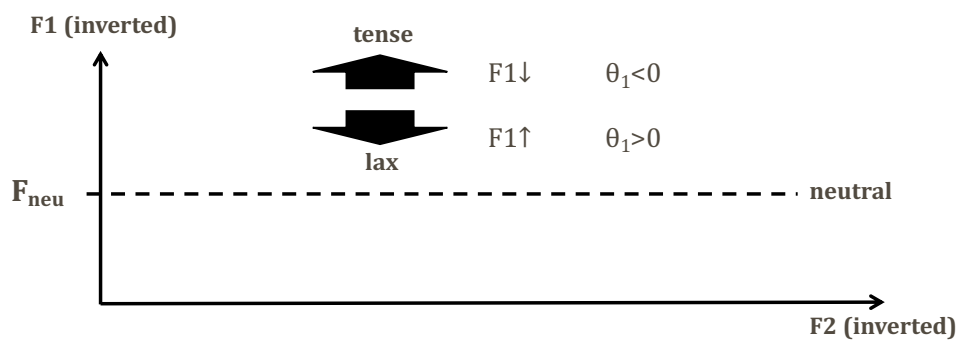 F1 (inverted)
tense
F1↓ θ₁<0
F1↑ θ₁>0
lax
Fₙₑᵤ
neutral
F2 (inverted)